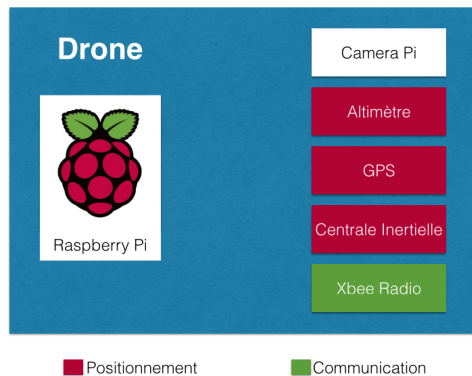 Drone
Raspberry Pi
Camera Pi
Altimètre
GPS
Centrale Inertielle
Xbee Radio
Positionnement
Communication